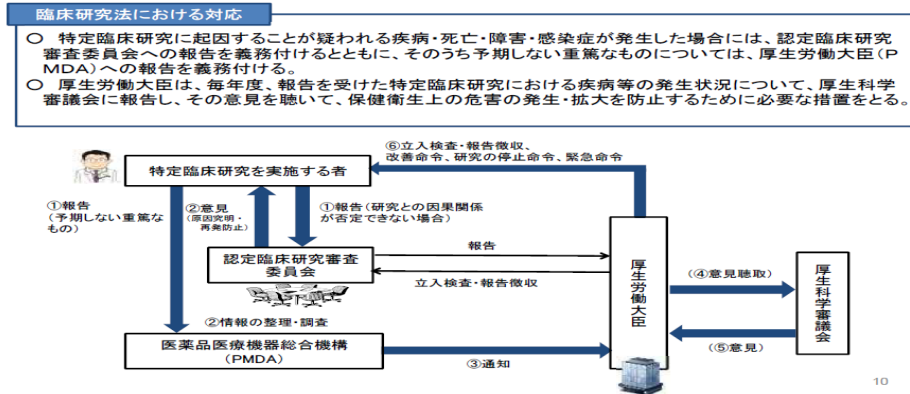 臨床研究法における対応
○ 特定臨床研究に起因することが疑われる疾病・死亡・障害・感染症が発生した場合には、認定臨床研究
審査委員会への報告を義務付けるとともに、そのうち予期しない重篤なものについては、厚生労働大臣(P
MDA)への報告を義務付ける。
○ 厚生労働大臣は、毎年度、報告を受けた特定臨床研究における疾病等の発生状況について、厚生科学
審議会に報告し、その意見を聴いて、保健衛生上の危害の発生・拡大を防止するために必要な措置をとる。
⑥立入検査・報告徴収、
改善命令、研究の停止命令、緊急命令
特定臨床研究を実施する者
①報告
(予期しない重篤な
もの)
②意見
(原因究明・
再発防止)
①報告(研究との因果関係
が否定できない場合)
認定臨床研究審査
委員会
報告
立入検査・報告徴収
厚生労働大臣
(④意見聴取)
(⑤意見)
厚生科学審議会
②情報の整理・調査
医薬品医療機器総合機構
(PMDA)
③通知
10